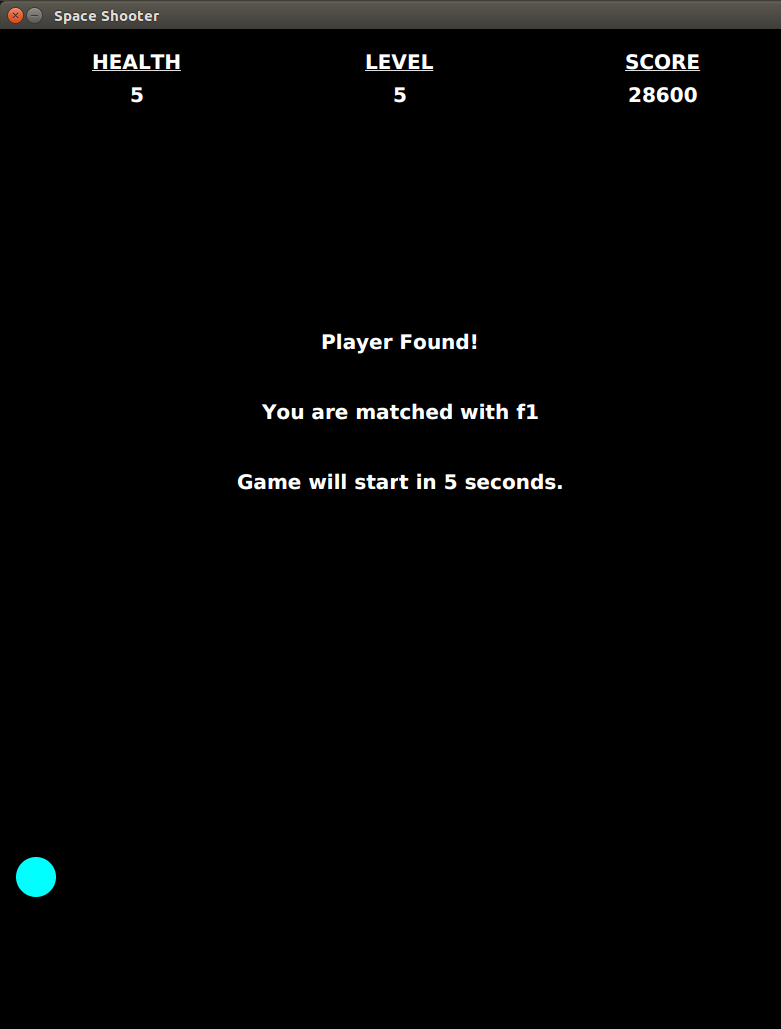 Space Shooter
HEALTH LEVEL SCORE
5 5 28600
Player Found!
You are matched with f1
Game will start in 5 seconds.